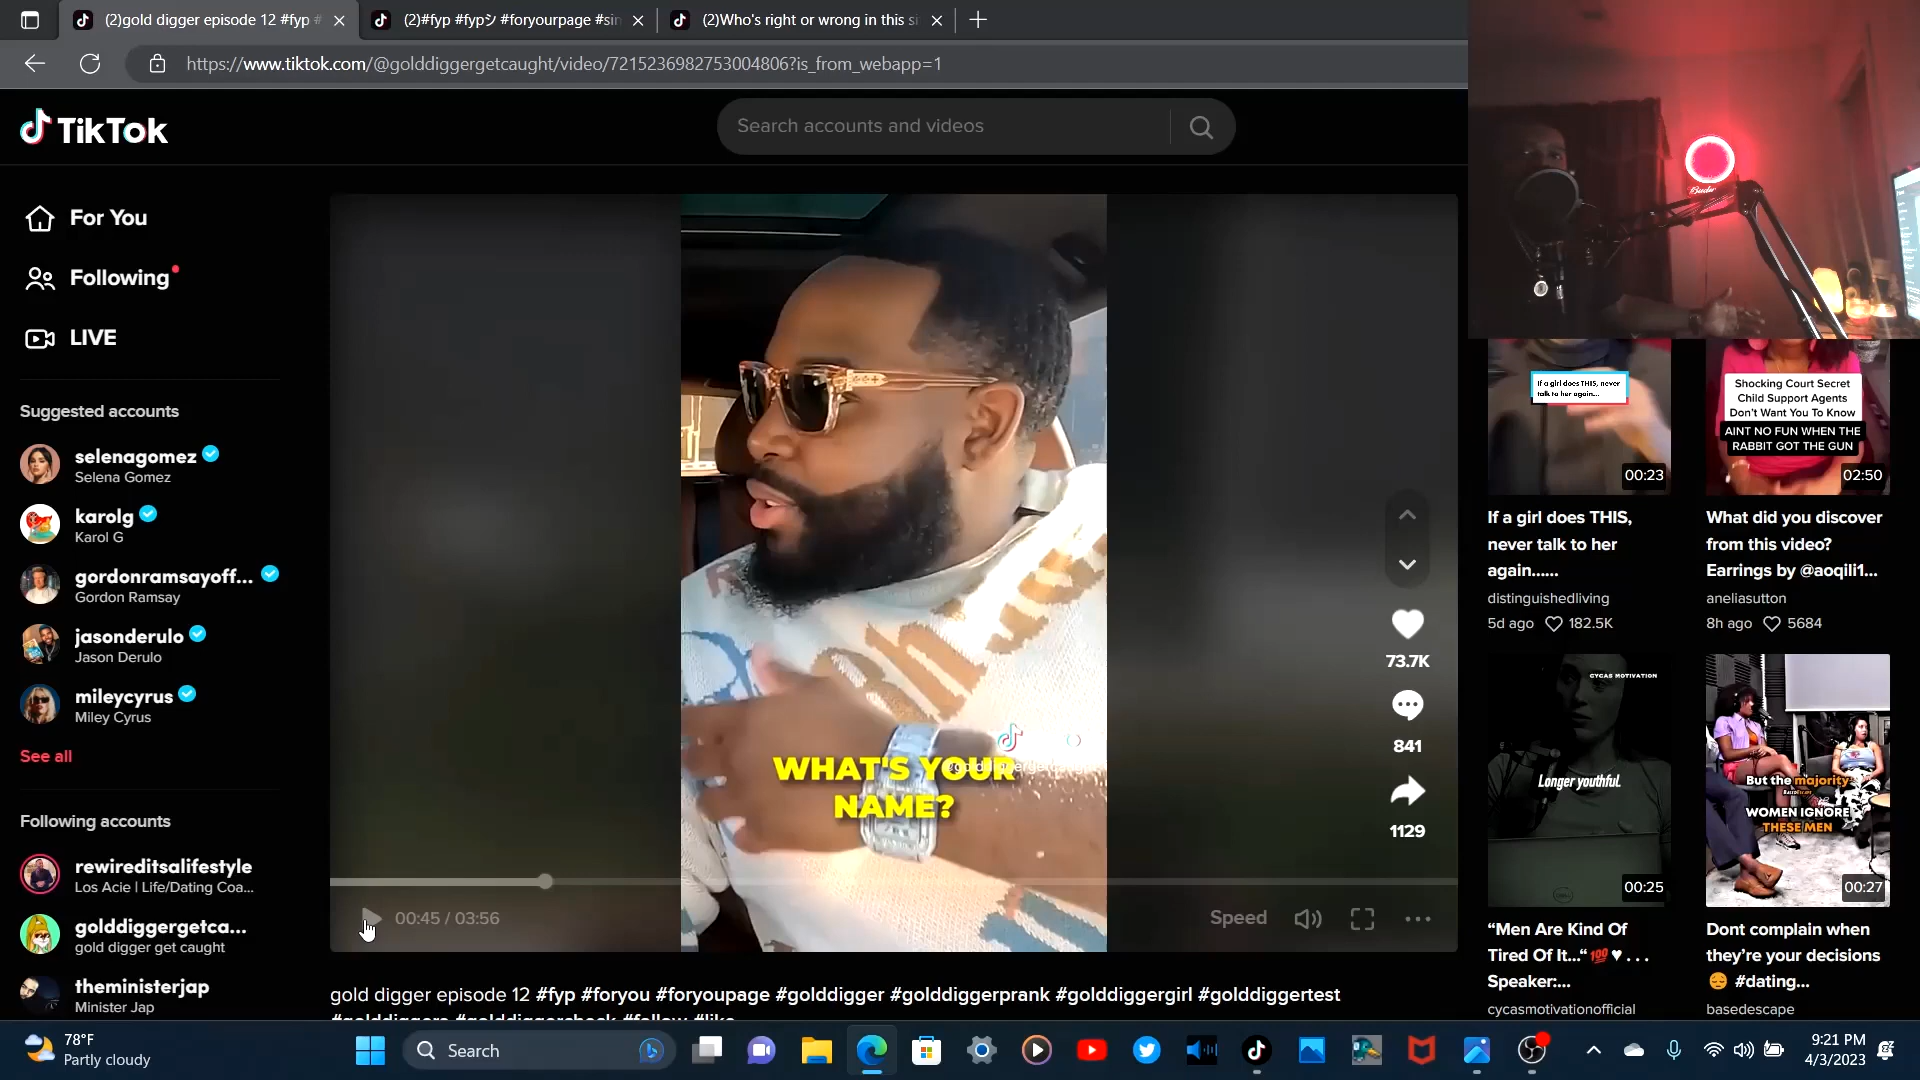 (2)gold digger episode 12 #fyp #
(2)#fyp #fypシ #foryourpage #sin
(2)Who's right or wrong in this si
https://www.tiktok.com/@golddiggergetcaught/video/7215236982753004806?is_from_webapp=1
TikTok
Search accounts and videos
For You
Following
LIVE
Suggested accounts
selenagomez
Selena Gomez
karolg
Karol G
gordonramsayoff...
Gordon Ramsay
jasonderulo
Jason Derulo
mileycyrus
Miley Cyrus
See all
Following accounts
rewireditsalifestyle
Los Acie | Life/Dating Coa...
golddiggergetca...
gold digger get caught
theministerjap
Minister Jap
WHAT'S YOUR
NAME?
73.7K
841
1129
00:45 / 03:56
Speed
gold digger episode 12 #fyp #foryou #foryoupage #golddigger #golddiggerprank #golddiggergirl #golddiggertest
#golddiggers #golddiggercheck #follow #like
If a girl does THIS, never
talk to her again...
00:23
If a girl does THIS,
never talk to her
again......
distinguishedliving
5d ago 182.5K
Shocking Court Secret
Child Support Agents
Don't Want You To Know
AINT NO FUN WHEN THE
RABBIT GOT THE GUN
02:50
What did you discover
from this video?
Earrings by @aoqili1...
aneliasutton
8h ago 5684
CYCAS MOTIVATION
Longer youthful.
00:25
“Men Are Kind Of
Tired Of It...“💯♥...
Speaker:...
cycasmotivationofficial
But the majority
WOMEN IGNORE
THESE MEN
00:27
Dont complain when
they're your decisions
😔 #dating...
basedescape
78°F
Partly cloudy
Search
9:21 PM
4/3/2023